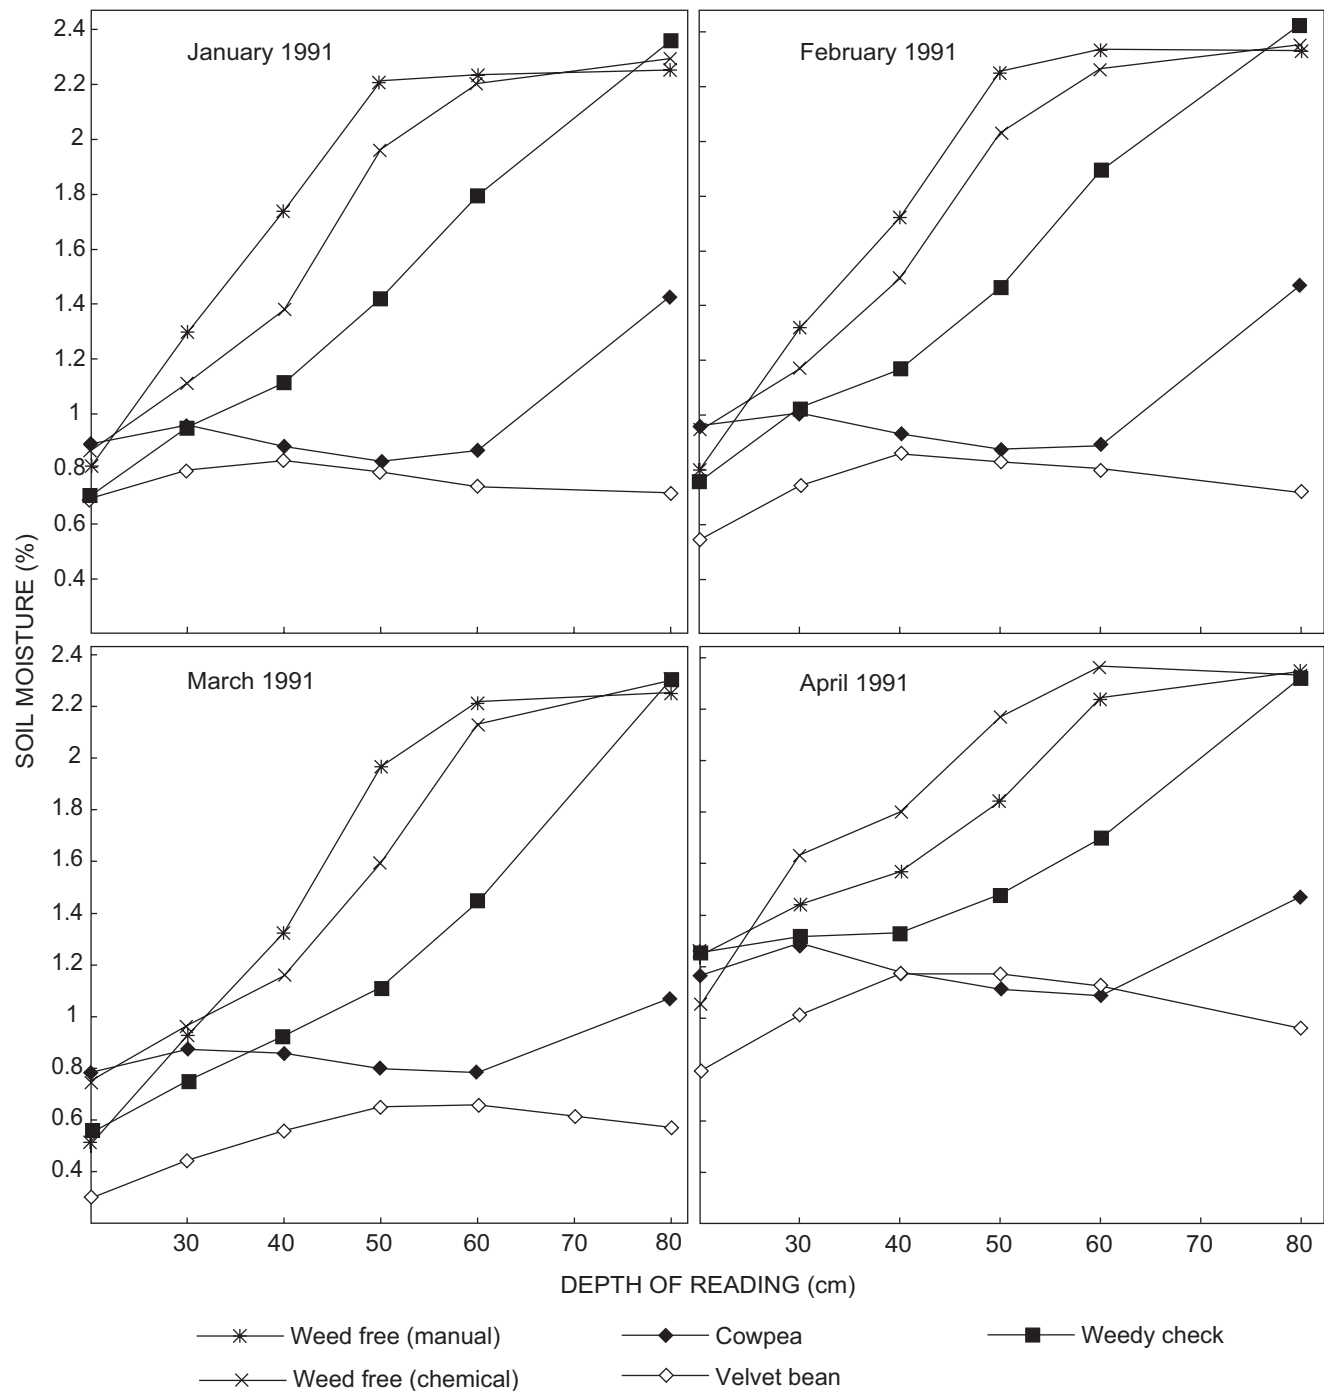 January 1991
February 1991
2.4
2.2
2
1.8
1.6
1.4
1.2
1
0.8
0.6
0.4
SOIL MOISTURE (%)
March 1991
April 1991
2.4
2.2
2
1.8
1.6
1.4
1.2
1
0.8
0.6
0.4
30 40 50 60 70 80
30 40 50 60 70 80
DEPTH OF READING (cm)
Weed free (manual) Cowpea Weedy check
Weed free (chemical) Velvet bean